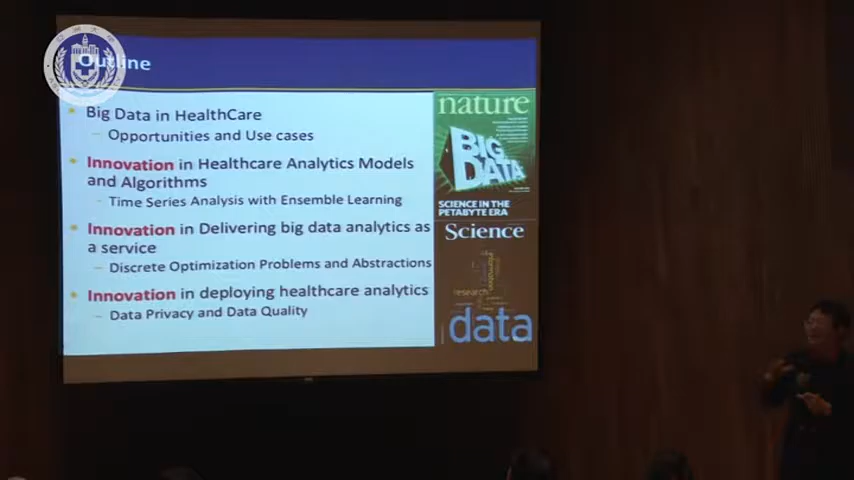 Outline
Big Data in HealthCare
– Opportunities and Use cases
Innovation in Healthcare Analytics Models
and Algorithms
– Time Series Analysis with Ensemble Learning
Innovation in Delivering big data analytics as
a service
– Discrete Optimization Problems and Abstractions
Innovation in deploying healthcare analytics
– Data Privacy and Data Quality
nature
BIG
DATA
SCIENCE IN THE
PETABYTE ERA
Science
information
research
data